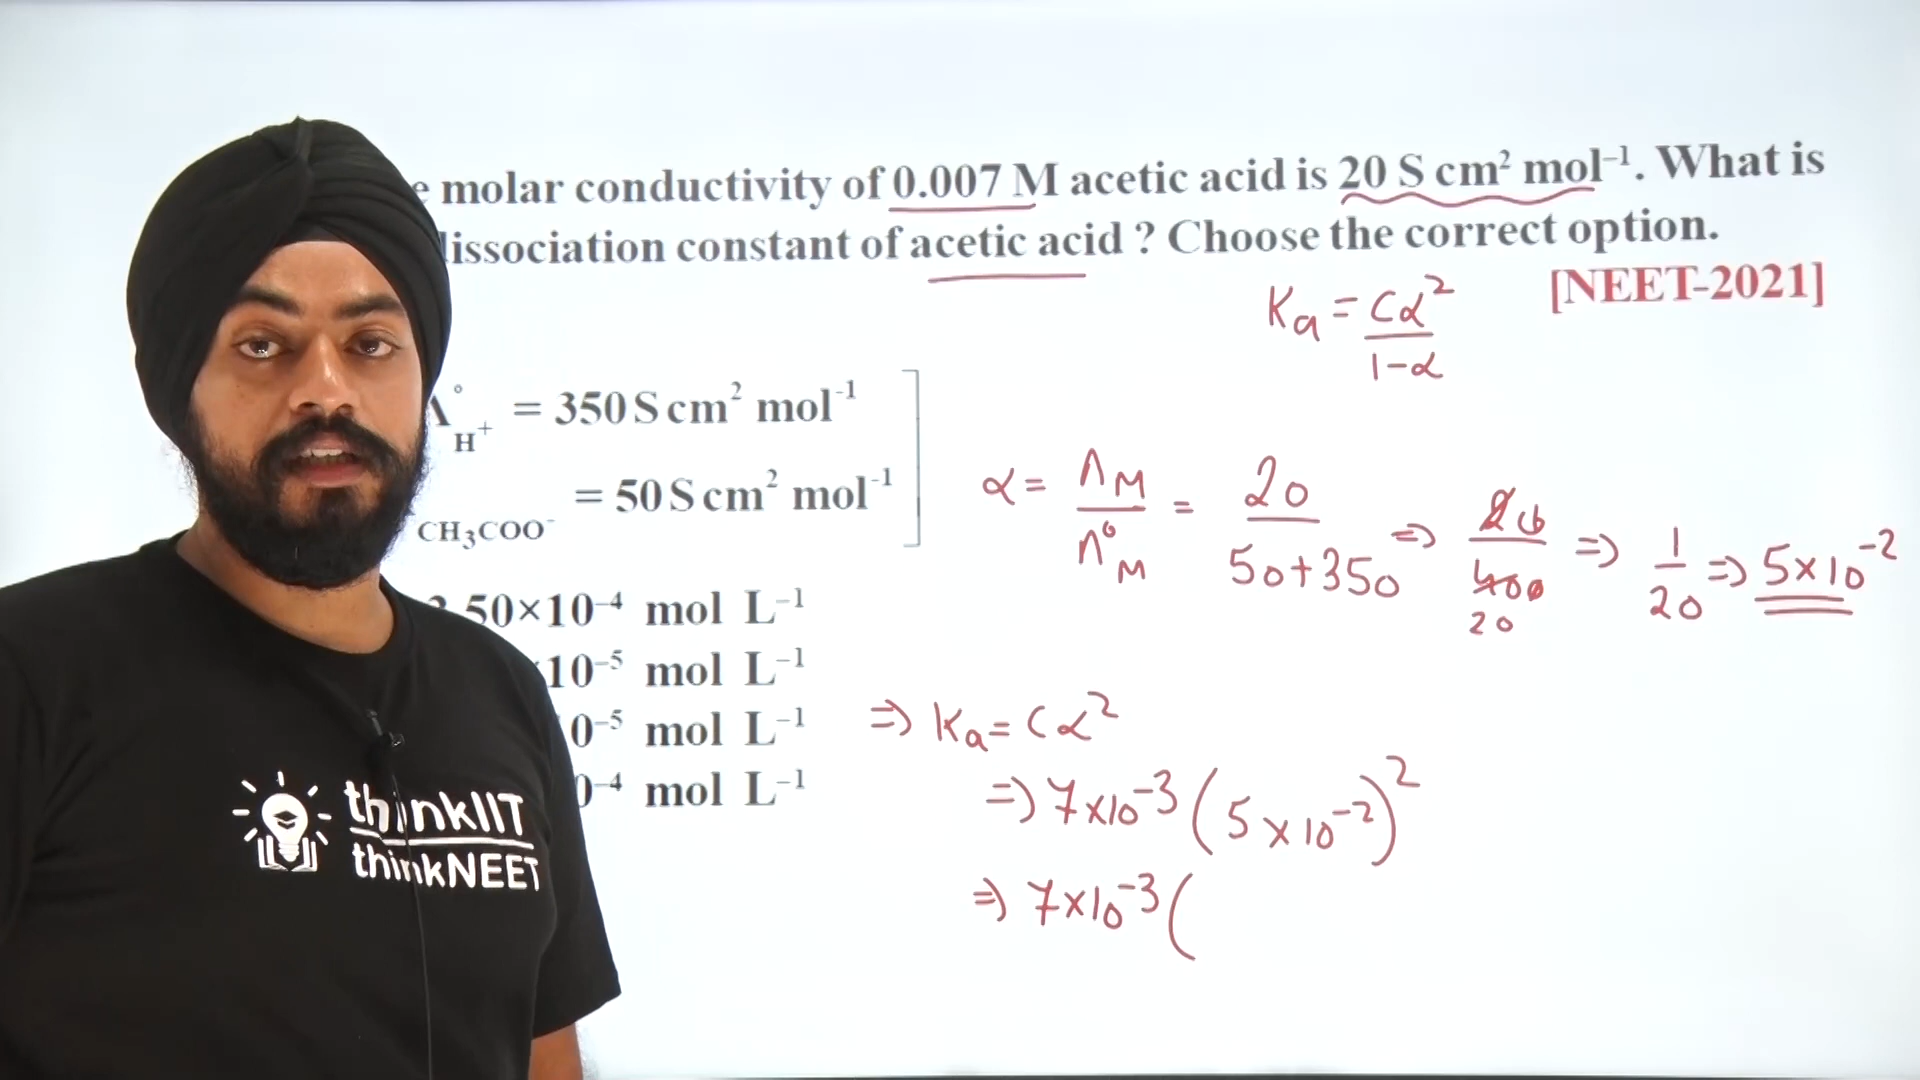 molar conductivity of 0.007 M acetic acid is 20 S cm² mol⁻¹. What is
dissociation constant of acetic acid ? Choose the correct option.
[NEET-2021]
Ka = Cα² / 1-α
Λ°H⁺ = 350 S cm² mol⁻¹
CH₃COO⁻ = 50 S cm² mol⁻¹
α = ΛM / Λ°M = 20 / 50+350 => 20 / 400 20 => 1 / 20 => 5×10⁻²
50×10⁻⁴ mol L⁻¹
10⁻⁵ mol L⁻¹
0⁻⁵ mol L⁻¹
0⁻⁴ mol L⁻¹
=> Ka = Cα²
=> 7×10⁻³ (5×10⁻²)²
=> 7×10⁻³ (
thinkIIT
thinkNEET